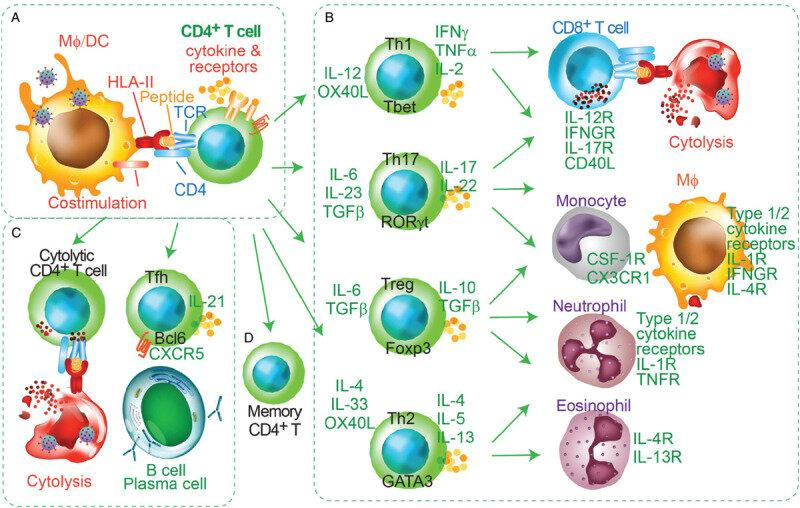 A
Mϕ/DC
CD4+ T cell
cytokine &
receptors
HLA-II
Peptide
TCR
CD4
Costimulation
B
Th1
IFNγ
TNFα
IL-2
IL-12
OX40L
Tbet
Th17
IL-6
IL-23
TGFβ
IL-17
IL-22
RORγt
Treg
IL-6
TGFβ
IL-10
TGFβ
Foxp3
Th2
IL-4
IL-33
OX40L
IL-4
IL-5
IL-13
GATA3
CD8+ T cell
IL-12R
IFNGR
IL-17R
CD40L
Cytolysis
Monocyte
CSF-1R
CX3CR1
Mϕ
Type 1/2
cytokine
receptors
IL-1R
IFNGR
IL-4R
Neutrophil
Type 1/2
cytokine
receptors
IL-1R
TNFR
Eosinophil
IL-4R
IL-13R
C
Cytolytic
CD4+ T cell
Cytolysis
Tfh
IL-21
Bcl6
CXCR5
B cell
Plasma cell
D
Memory
CD4+ T